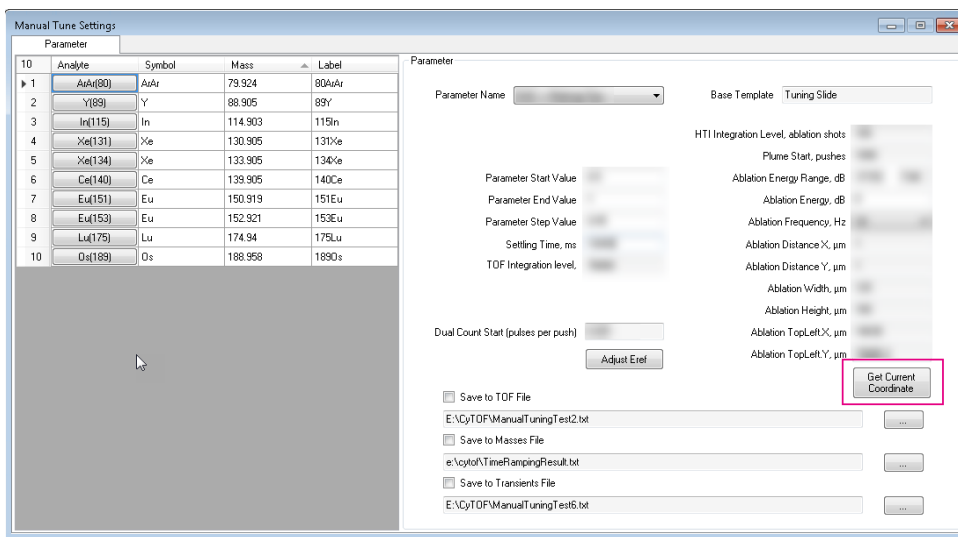 Manual Tune Settings
Parameter
10 Analyte Symbol Mass Label
1 ArAr(80) ArAr 79.924 80ArAr
2 Y(89) Y 88.905 89Y
3 In(115) In 114.903 115In
4 Xe(131) Xe 130.905 131Xe
5 Xe(134) Xe 133.905 134Xe
6 Ce(140) Ce 139.905 140Ce
7 Eu(151) Eu 150.919 151Eu
8 Eu(153) Eu 152.921 153Eu
9 Lu(175) Lu 174.94 175Lu
10 Os(189) Os 188.958 189Os
Parameter
Parameter Name
Base Template Tuning Slide
HTI Integration Level, ablation shots
Plume Start, pushes
Parameter Start Value
Ablation Energy Range, dB
Parameter End Value
Ablation Energy, dB
Parameter Step Value
Ablation Frequency, Hz
Settling Time, ms
Ablation Distance X, µm
TOF Integration level,
Ablation Distance Y, µm
Ablation Width, µm
Ablation Height, µm
Dual Count Start (pulses per push)
Ablation TopLeft.X, µm
Adjust Eref
Ablation TopLeft.Y, µm
Get Current
Coordinate
Save to TOF File
E:\CyTOF\ManualTuningTest2.txt
...
Save to Masses File
e:\cytof\TimeRampingResult.txt
...
Save to Transients File
E:\CyTOF\ManualTuningTest6.txt
...